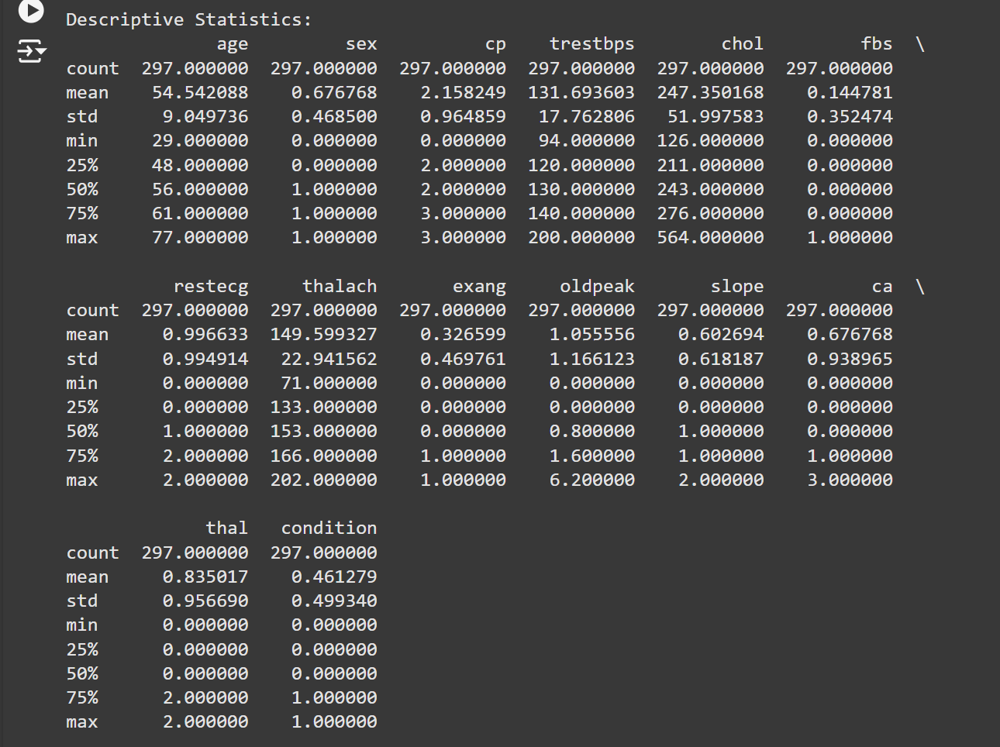 Descriptive Statistics:
              age         sex          cp    trestbps        chol         fbs  \
count  297.000000  297.000000  297.000000  297.000000  297.000000  297.000000
mean    54.542088    0.676768    2.158249  131.693603  247.350168    0.144781
std      9.049736    0.468500    0.964859   17.762806   51.997583    0.352474
min     29.000000    0.000000    0.000000   94.000000  126.000000    0.000000
25%     48.000000    0.000000    2.000000  120.000000  211.000000    0.000000
50%     56.000000    1.000000    2.000000  130.000000  243.000000    0.000000
75%     61.000000    1.000000    3.000000  140.000000  276.000000    0.000000
max     77.000000    1.000000    3.000000  200.000000  564.000000    1.000000
          restecg     thalach       exang     oldpeak       slope          ca  \
count  297.000000  297.000000  297.000000  297.000000  297.000000  297.000000
mean     0.996633  149.599327    0.326599    1.055556    0.602694    0.676768
std      0.994914   22.941562    0.469761    1.166123    0.618187    0.938965
min      0.000000   71.000000    0.000000    0.000000    0.000000    0.000000
25%      0.000000  133.000000    0.000000    0.000000    0.000000    0.000000
50%      1.000000  153.000000    0.000000    0.800000    1.000000    0.000000
75%      2.000000  166.000000    1.000000    1.600000    1.000000    1.000000
max      2.000000  202.000000    1.000000    6.200000    2.000000    3.000000
             thal   condition
count  297.000000  297.000000
mean     0.835017    0.461279
std      0.956690    0.499340
min      0.000000    0.000000
25%      0.000000    0.000000
50%      0.000000    0.000000
75%      2.000000    1.000000
max      2.000000    1.000000